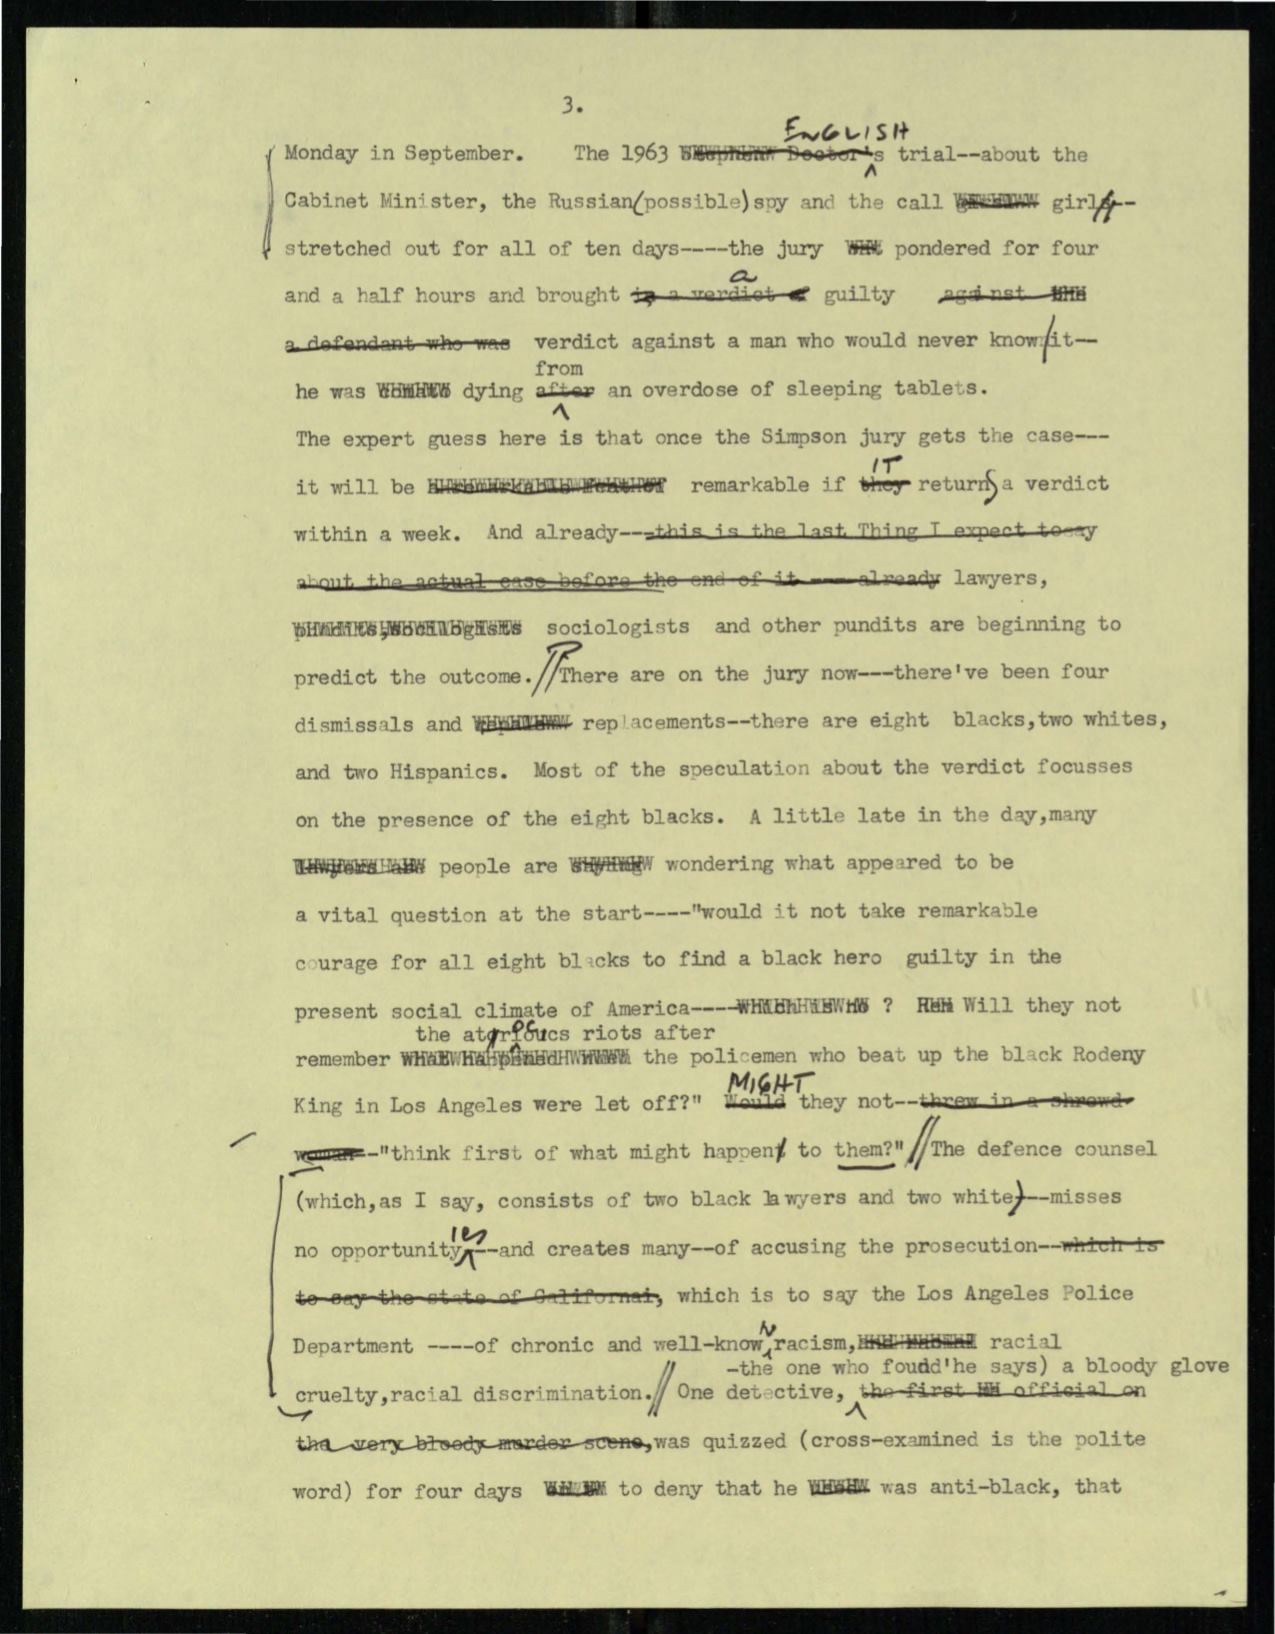 3.
ENGLISH
Monday in September. The 1963 Doctor's trial--about the
Cabinet Minister, the Russian(possible)spy and the call girl--
stretched out for all of ten days----the jury pondered for four
a
and a half hours and brought in a verdict guilty against
a defendant who was verdict against a man who would never know it--
from
he was dying after an overdose of sleeping tablets.
The expert guess here is that once the Simpson jury gets the case---
IT
it will be remarkable if they returns a verdict
within a week. And already---this is the last Thing I expect to say
about the actual case before the end of it ---- already lawyers,
sociologists and other pundits are beginning to
predict the outcome.// There are on the jury now---there've been four
dismissals and replacements--there are eight blacks,two whites,
and two Hispanics. Most of the speculation about the verdict focusses
on the presence of the eight blacks. A little late in the day,many
people are wondering what appeared to be
a vital question at the start----"would it not take remarkable
courage for all eight blacks to find a black hero guilty in the
present social climate of America---- ? Will they not
the riots after
remember the policemen who beat up the black Rodeny
MIGHT
King in Los Angeles were let off?" Would they not--threw in a shrewd
woman--"think first of what might happen to them?"// The defence counsel
(which,as I say, consists of two black lawyers and two white)--misses
ies
no opportunity--and creates many--of accusing the prosecution--which is
to say the state of Californai, which is to say the Los Angeles Police
N
Department ----of chronic and well-know racism, racial
-the one who foudd'he says) a bloody glove
cruelty,racial discrimination.// One detective, the first official on
the very bloody murder scene,was quizzed (cross-examined is the polite
word) for four days to deny that he was anti-black, that